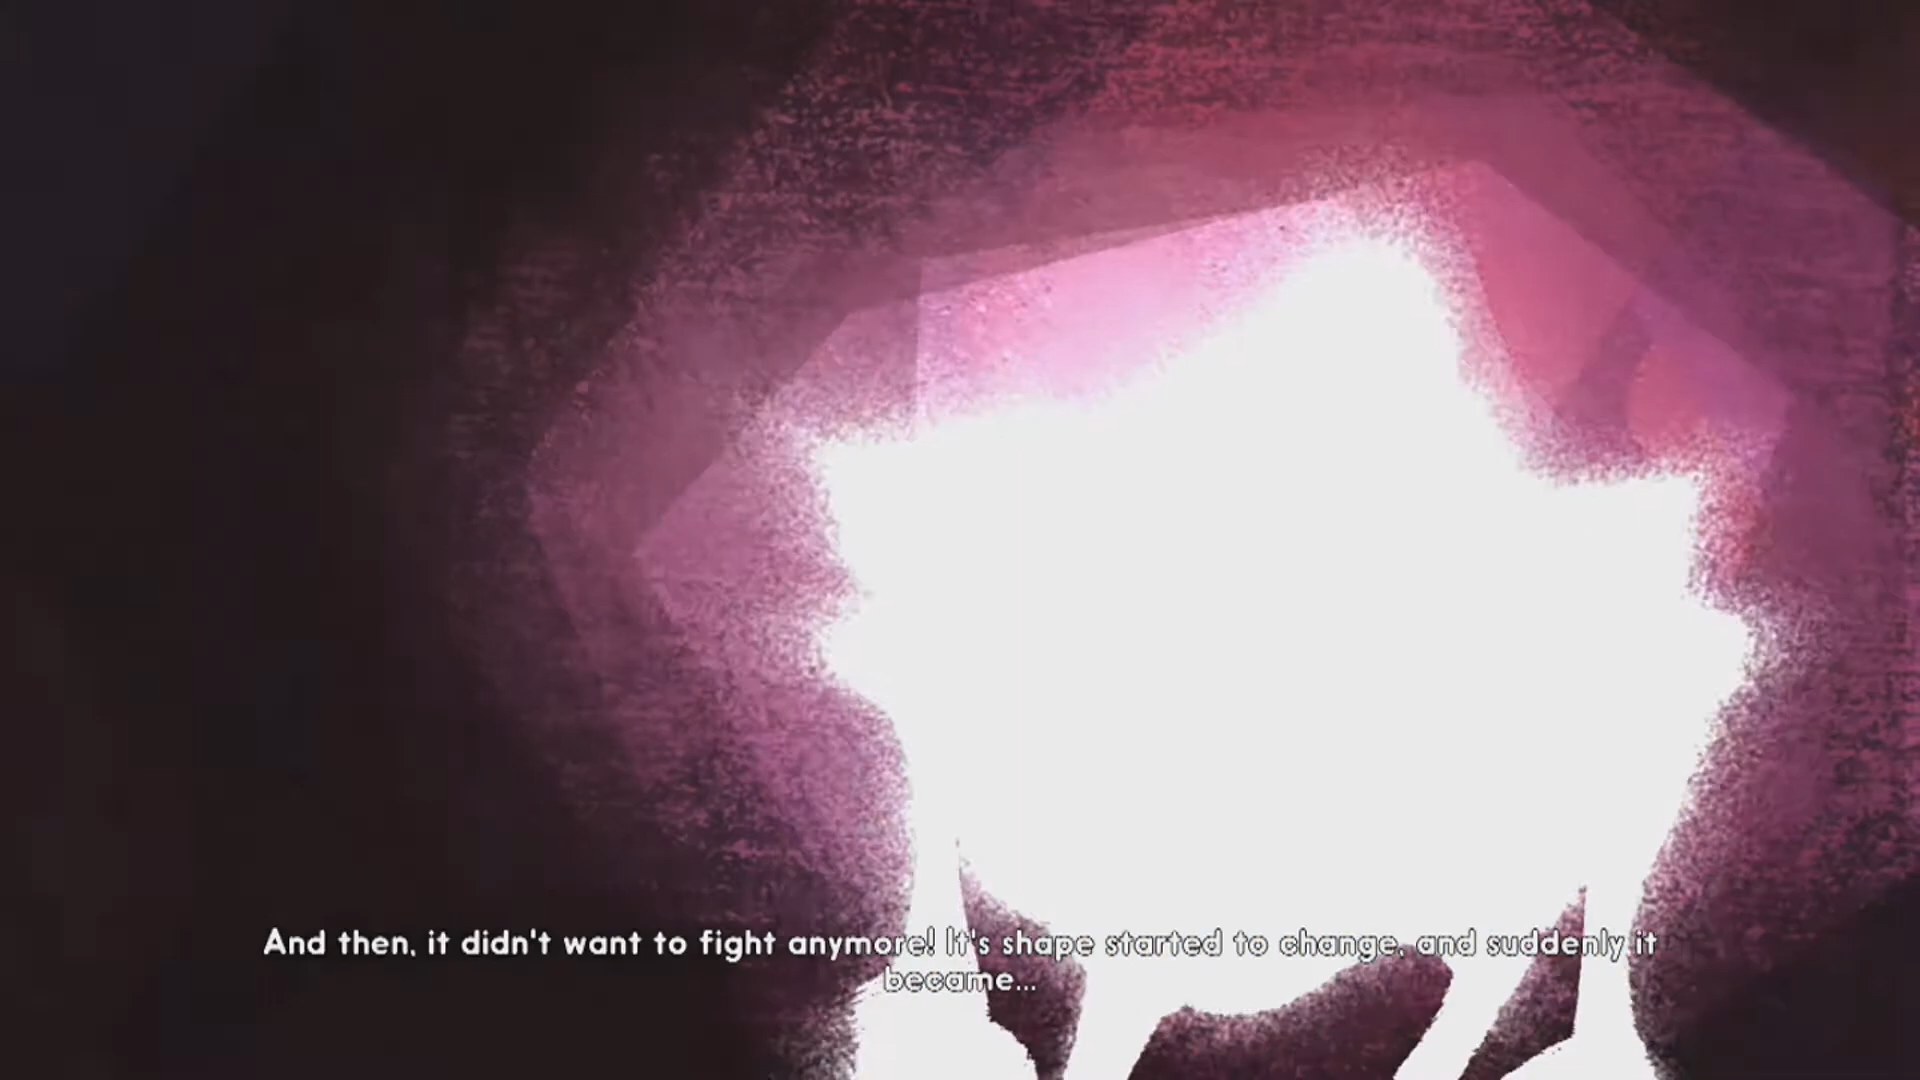 And then, it didn't want to fight anymore! It's shape started to change, and suddenly it
became...